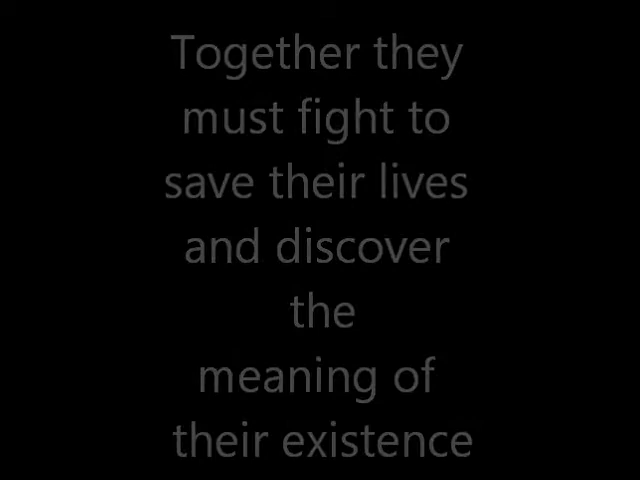 Together they
must fight to
save their lives
and discover
the
meaning of
their existence